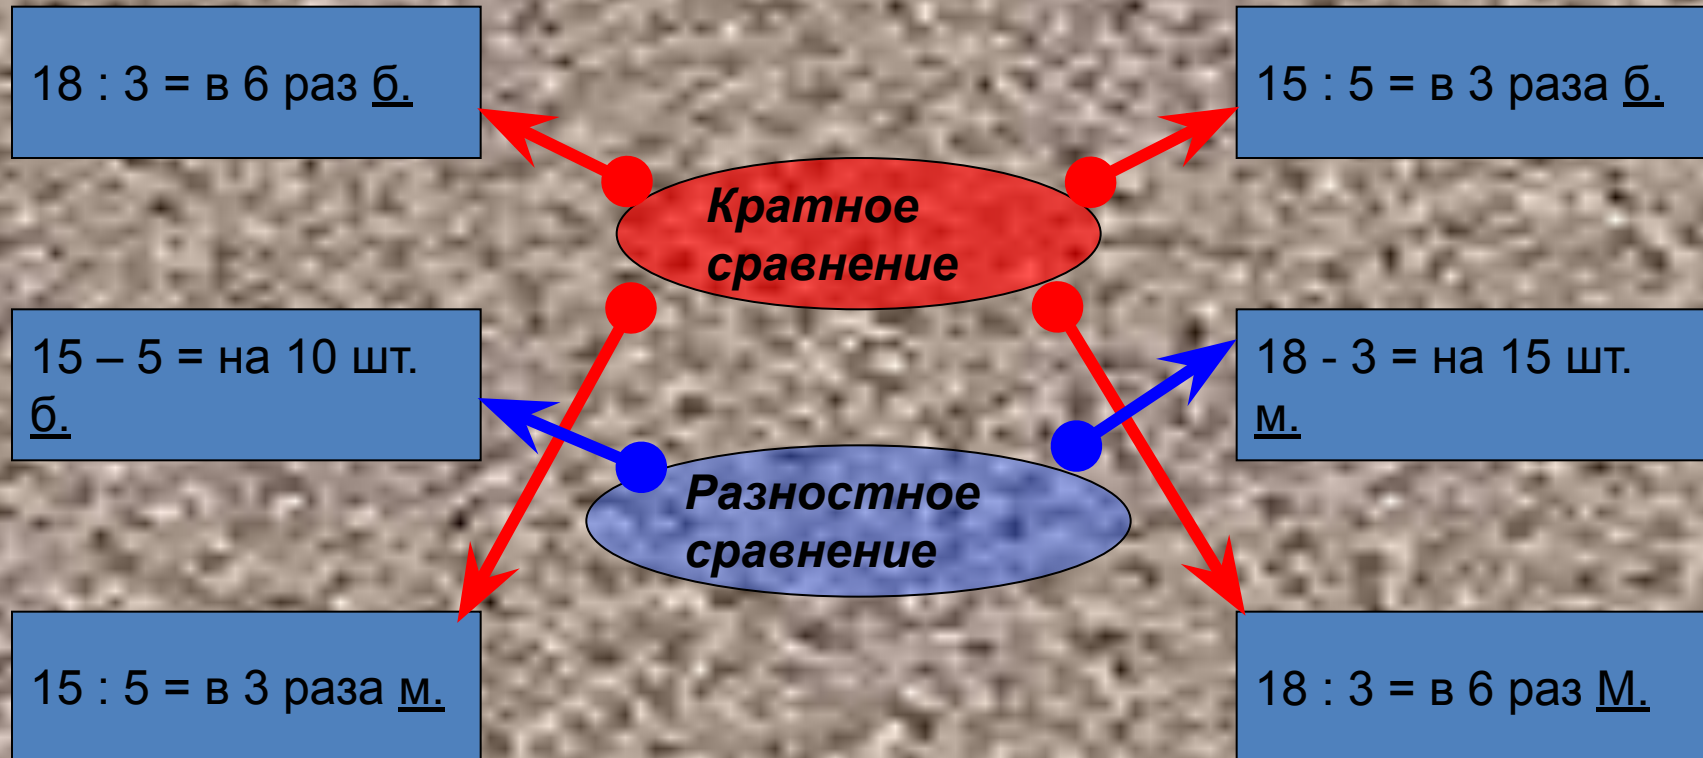 18 : 3 = в 6 раз б.
15 : 5 = в 3 раза б.
Кратное
сравнение
15 – 5 = на 10 шт.
б.
18 - 3 = на 15 шт.
м.
Разностное
сравнение
15 : 5 = в 3 раза м.
18 : 3 = в 6 раз М.